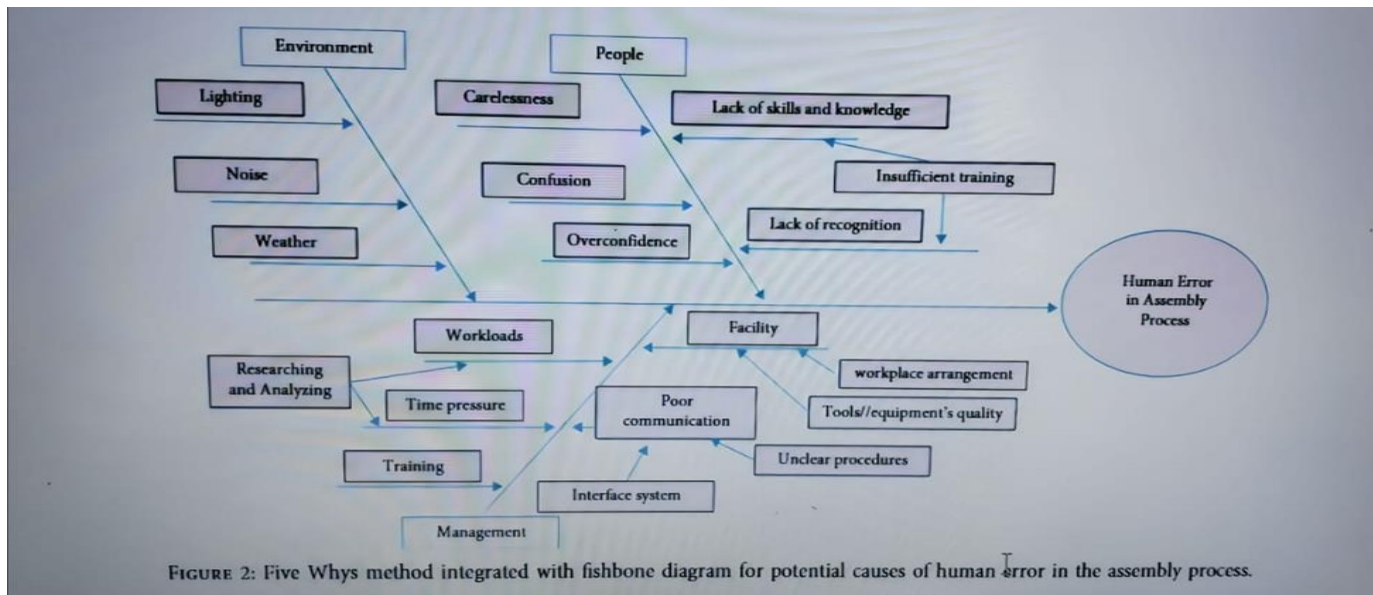 Environment
People
Lighting
Carelessness
Lack of skills and knowledge
Noise
Confusion
Insufficient training
Weather
Overconfidence
Lack of recognition
Human Error
in Assembly
Process
Workloads
Facility
Researching
and Analyzing
workplace arrangement
Time pressure
Poor
communication
Tools//equipment's quality
Training
Unclear procedures
Interface system
Management
FIGURE 2: Five Whys method integrated with fishbone diagram for potential causes of human error in the assembly process.